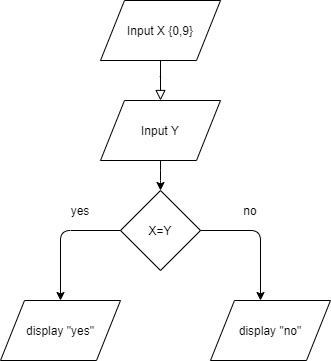 Input X {0,9}
Input Y
X=Y
yes
no
display "yes"
display "no"